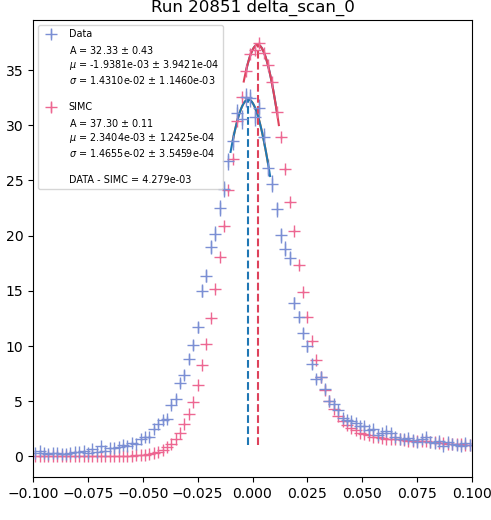 Run 20851 delta_scan_0
Data
A = 32.33 ± 0.43
μ = -1.9381e-03 ± 3.9421e-04
σ = 1.4310e-02 ± 1.1460e-03
SIMC
A = 37.30 ± 0.11
μ = 2.3404e-03 ± 1.2425e-04
σ = 1.4655e-02 ± 3.5459e-04
DATA - SIMC = 4.279e-03
35
30
25
20
15
10
5
0
−0.100 −0.075 −0.050 −0.025 0.000 0.025 0.050 0.075 0.100